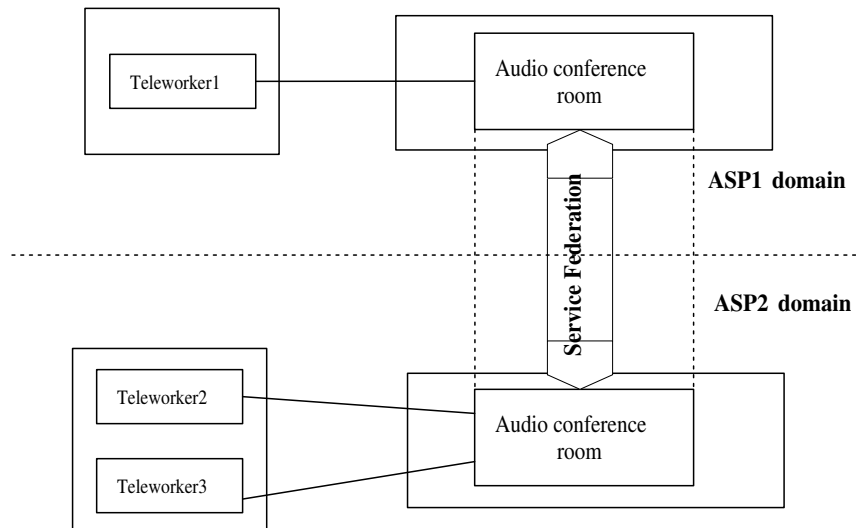 Teleworker1
Audio conference
room
ASP1 domain
Service Federation
ASP2 domain
Teleworker2
Teleworker3
Audio conference
room